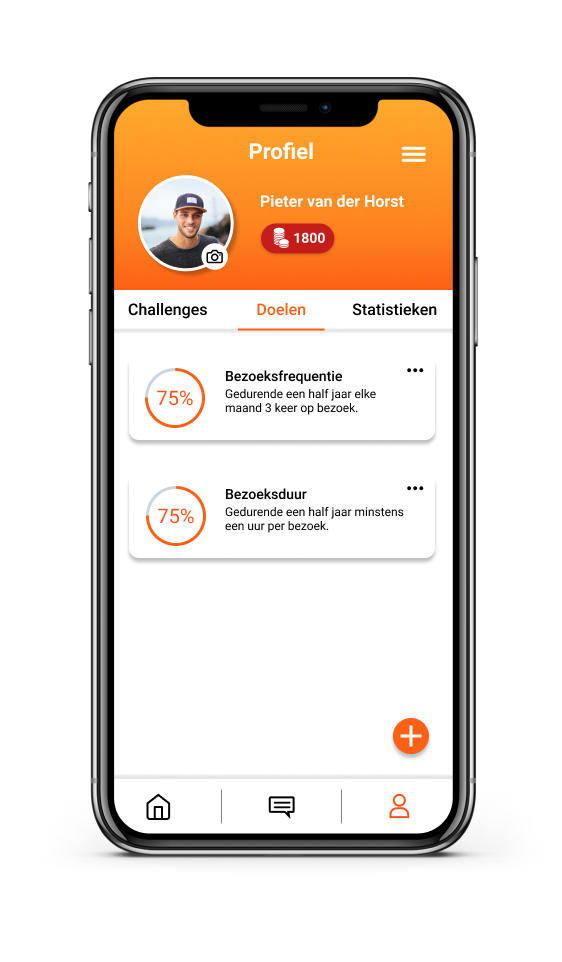 Profiel
Pieter van der Horst
1800
Challenges
Doelen
Statistieken
75%
Bezoeksfrequentie
Gedurende een half jaar elke
maand 3 keer op bezoek.
75%
Bezoeksduur
Gedurende een half jaar minstens
een uur per bezoek.